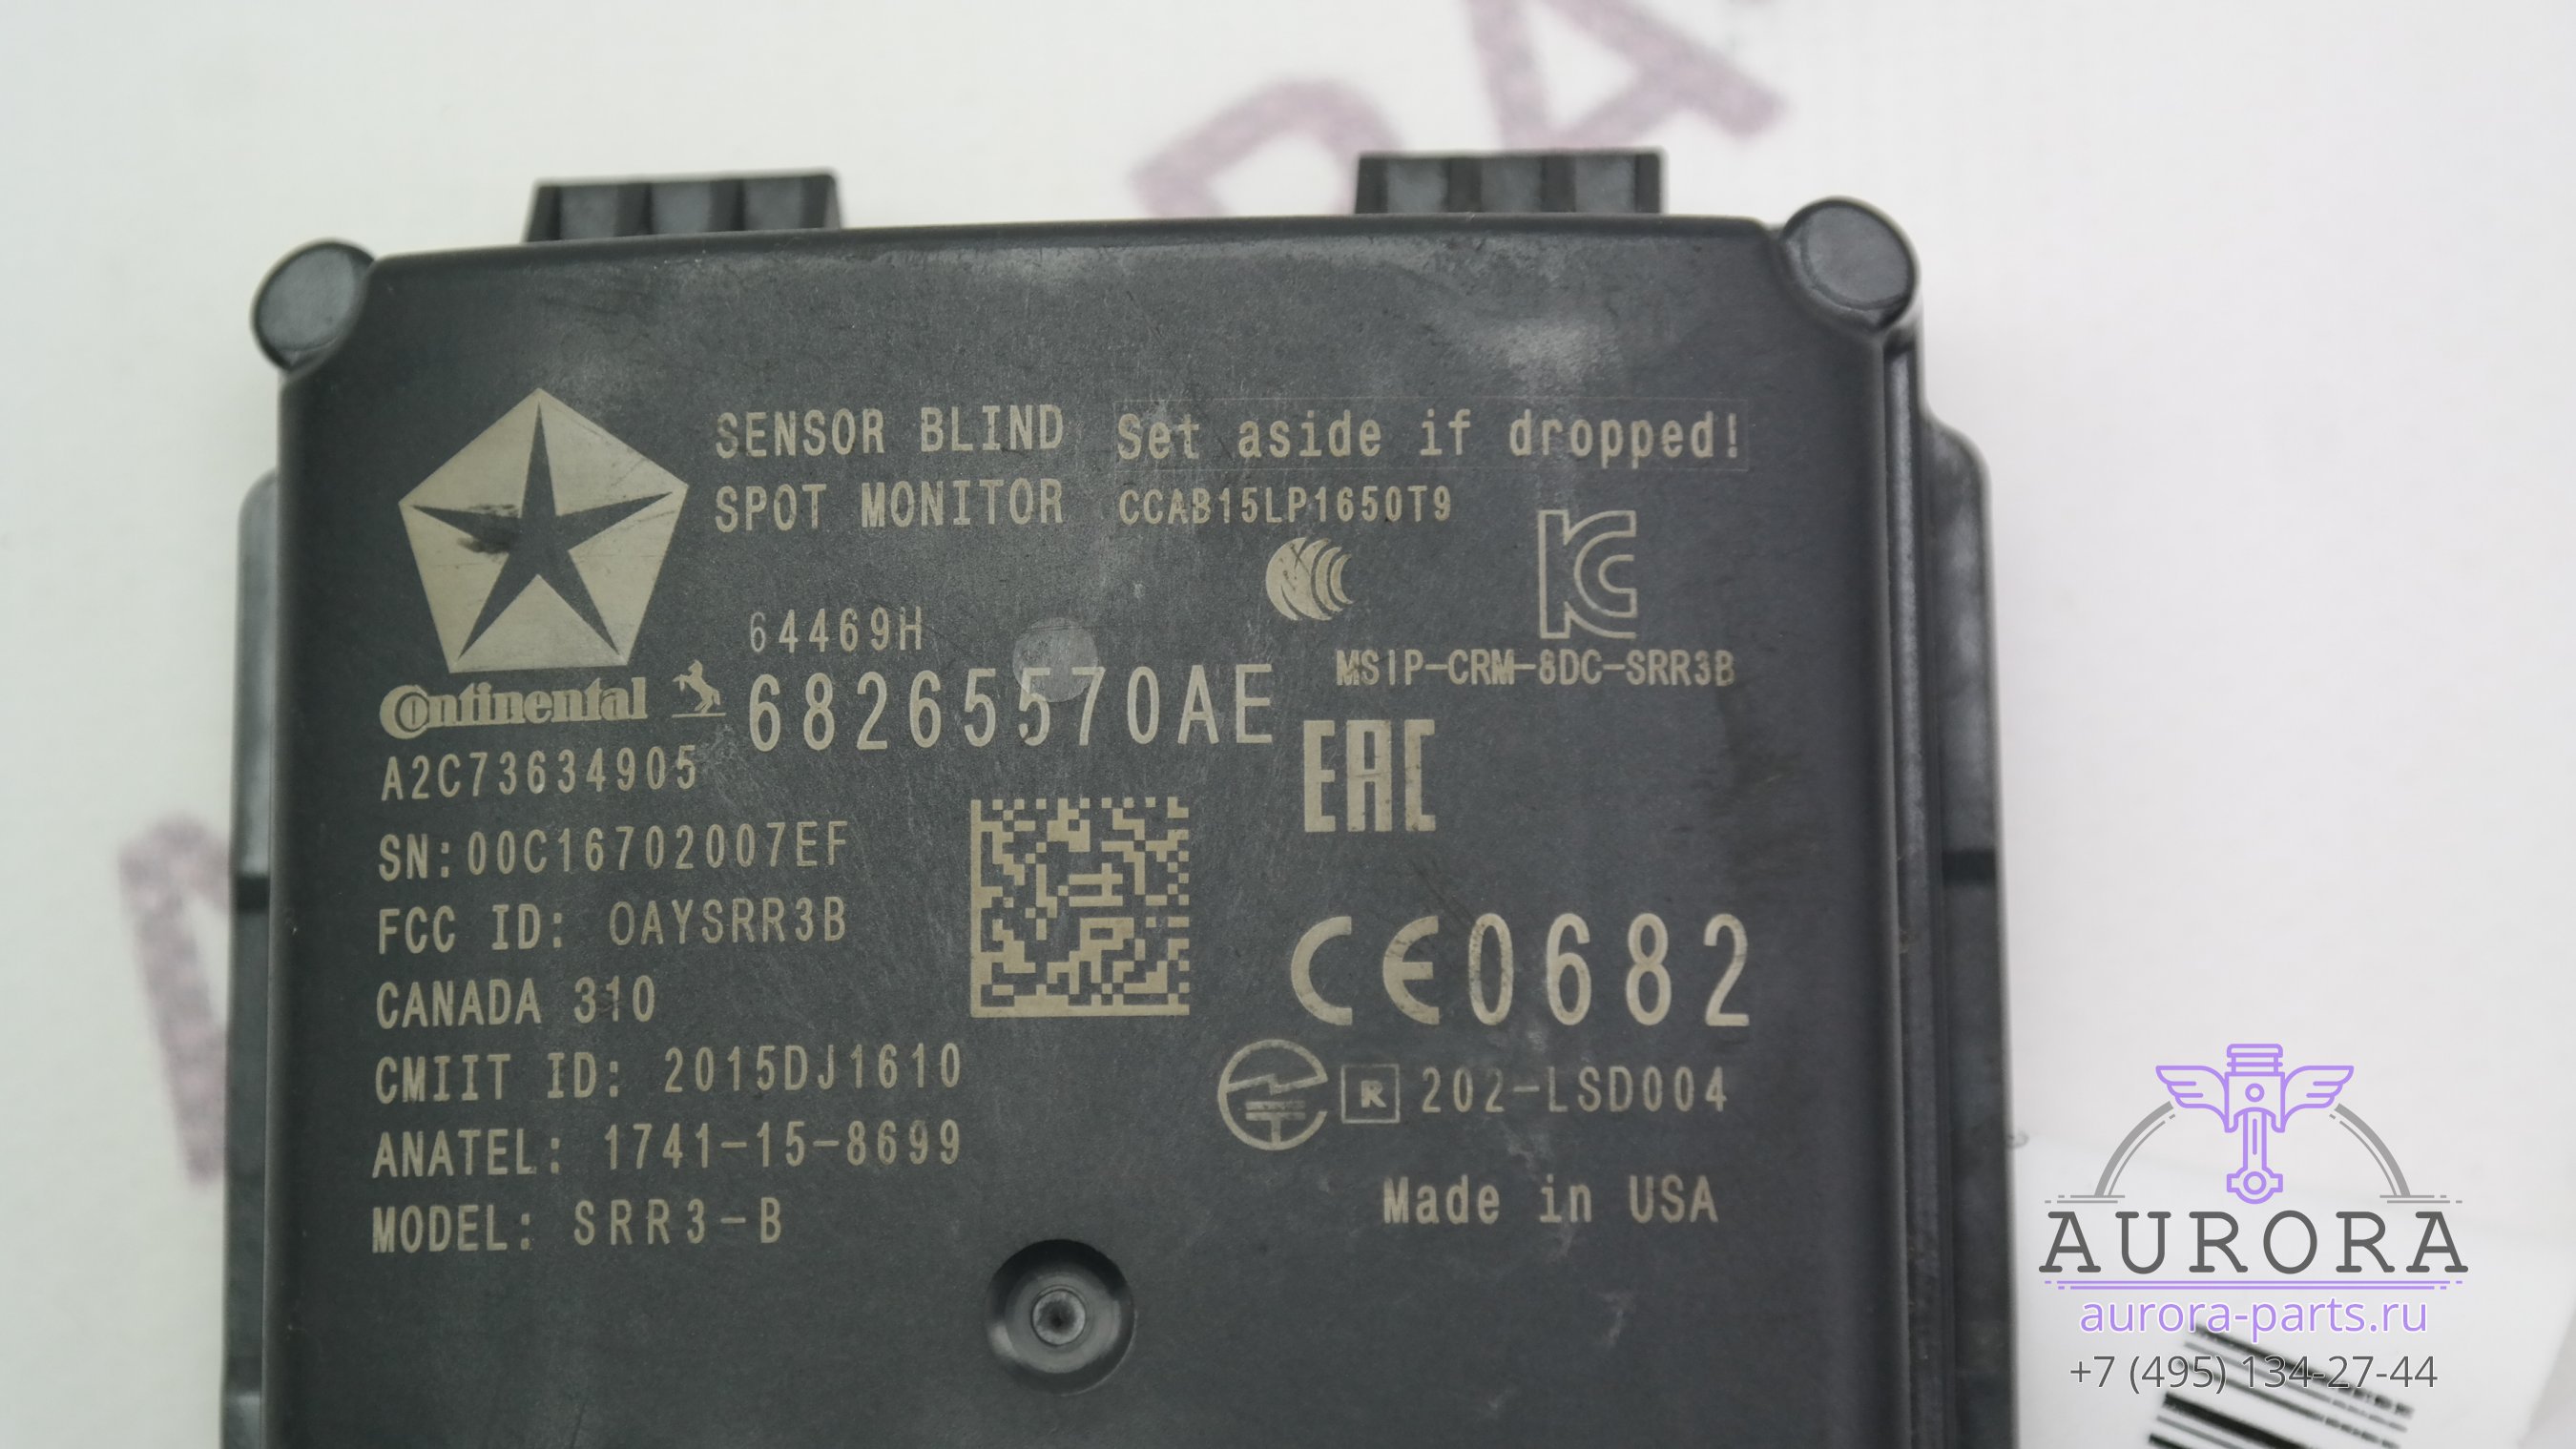 SENSOR BLIND
SPOT MONITOR
Set aside if dropped!
CCAB15LP1650T9
64469H
MSIP-CRM-8DC-SRR3B
Continental
68265570AE
A2C73634905
EAC
SN:00C16702007EF
FCC ID: OAYSRR3B
CE0682
CANADA 310
CMIIT ID: 2015DJ1610
R 202-LSD004
ANATEL: 1741-15-8699
MODEL: SRR3-B
Made in USA
AURORA
aurora-parts.ru
+7 (495) 134-27-44